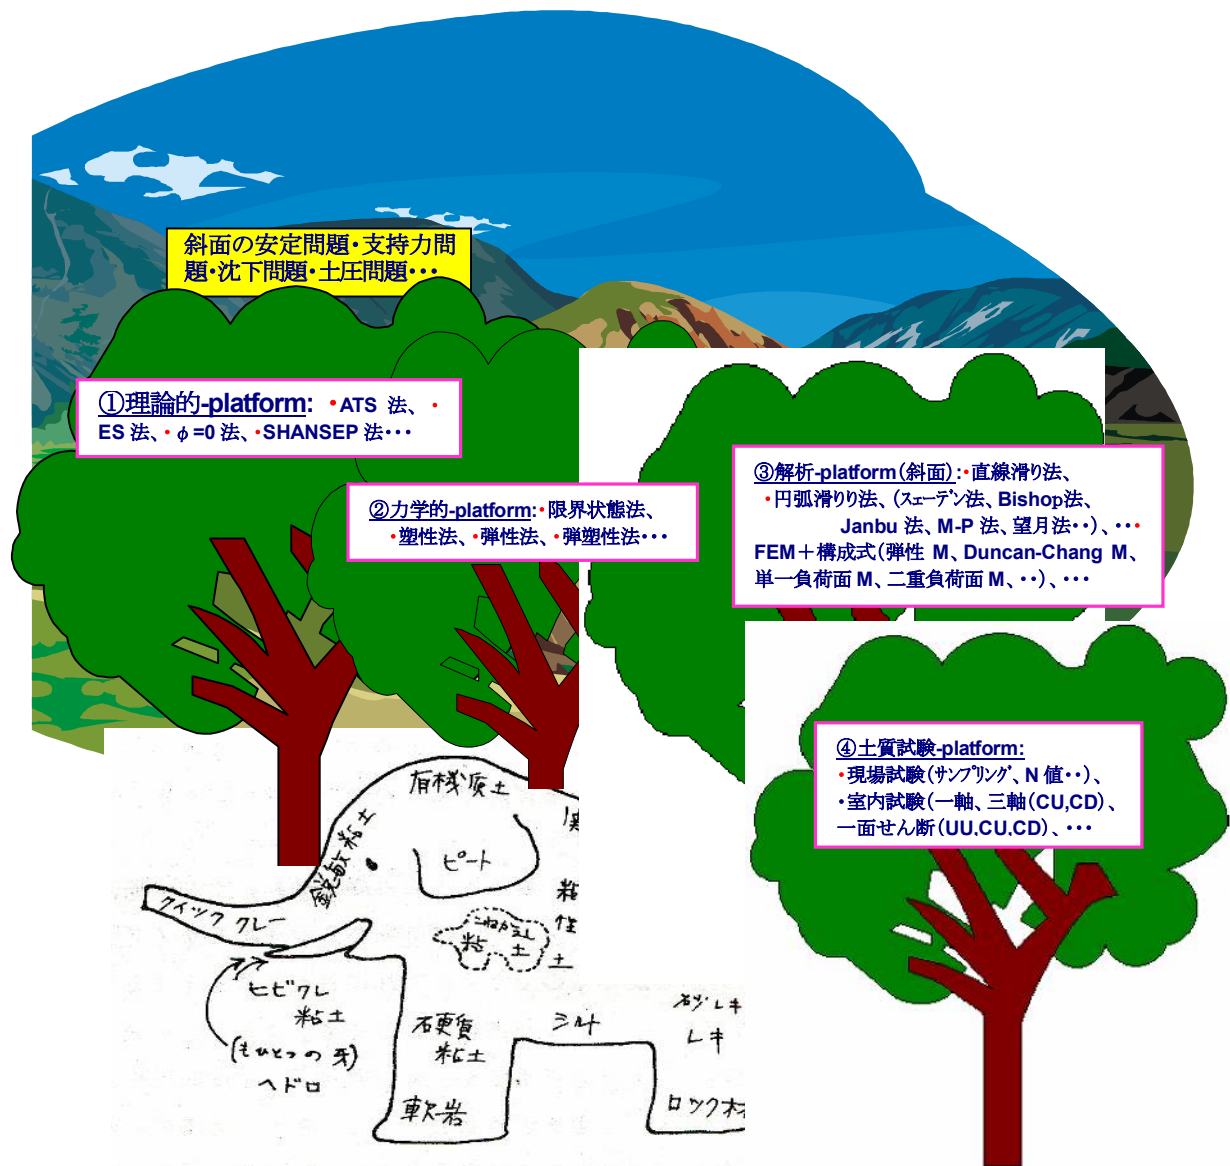 斜面の安定問題・支持力問
題・沈下問題・土圧問題・・・
①理論的-platform: ・ATS 法、・
ES 法、・φ=0 法、・SHANSEP 法・・・
②力学的-platform:・限界状態法、
・塑性法、・弾性法、・弾塑性法・・・
③解析-platform(斜面):・直線滑り法、
・円弧滑りり法、(スェーデン法、Bishop法、
Janbu 法、M-P 法、望月法・・)、・・・
FEM+構成式(弾性 M、Duncan-Chang M、
単一負荷面 M、二重負荷面 M、・・)、・・・
④土質試験-platform:
・現場試験(サンプリング、N 値・・)、
・室内試験(一軸、三軸(CU,CD)、
一面せん断(UU,CU,CD)、・・・
有機質土
鋭敏粘土
ピート
クイック クレー
粘性土
こねかえし
粘土
ヒビワレ
粘土
(もひとつの牙)
ヘドロ
硬質
粘土
シルト
砂レキ
レキ
軟岩
ロック材